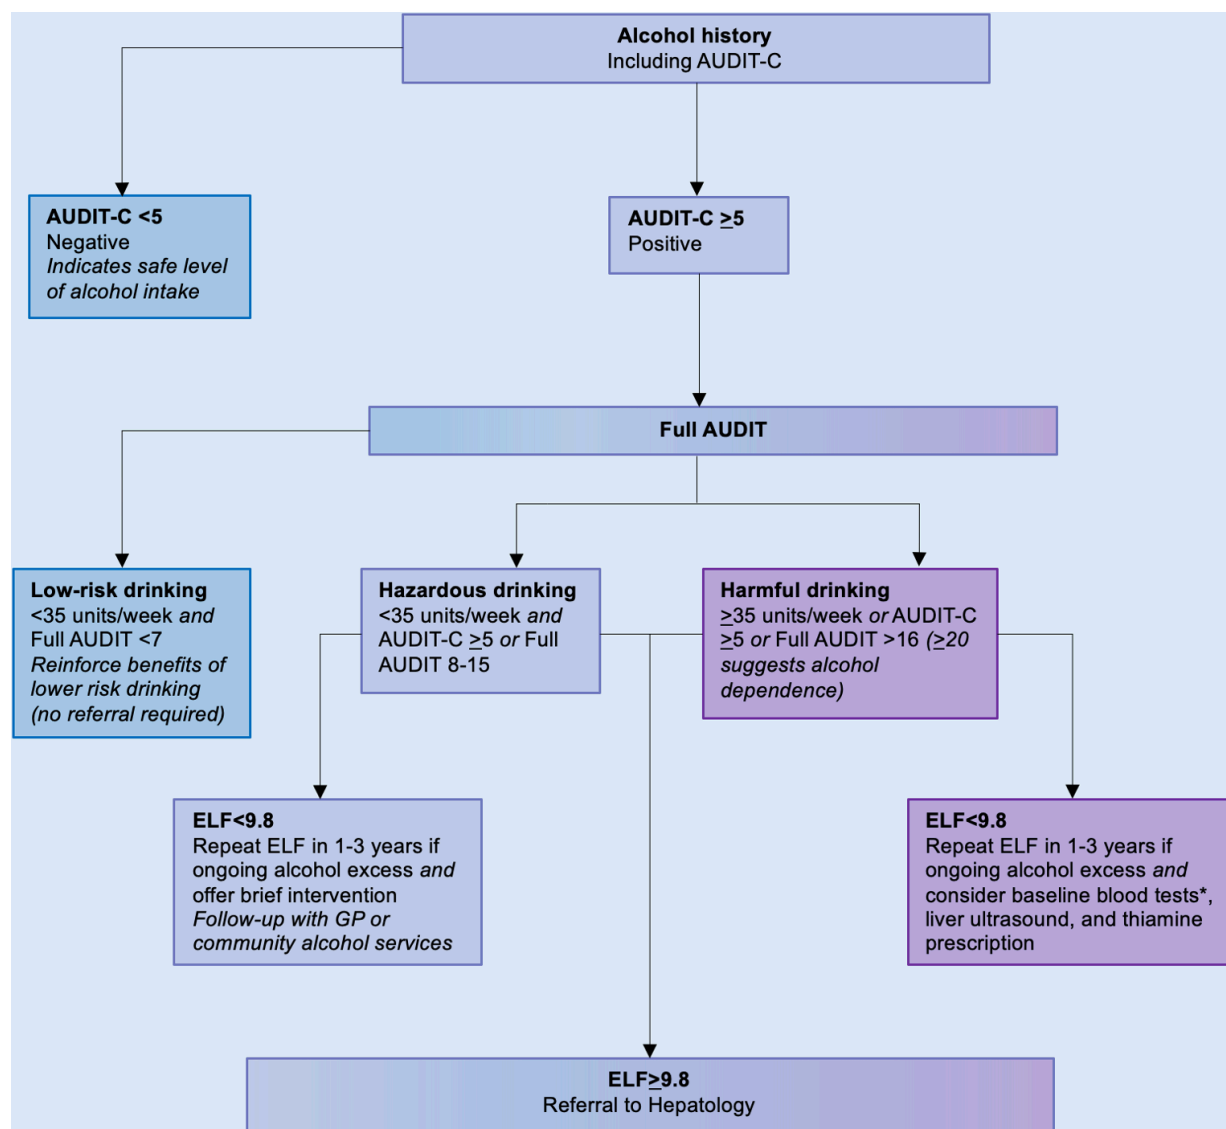 Alcohol history
Including AUDIT-C
AUDIT-C <5
Negative
Indicates safe level
of alcohol intake
AUDIT-C ≥5
Positive
Full AUDIT
Low-risk drinking
<35 units/week and
Full AUDIT <7
Reinforce benefits of
lower risk drinking
(no referral required)
Hazardous drinking
<35 units/week and
AUDIT-C ≥5 or Full
AUDIT 8-15
Harmful drinking
≥35 units/week or AUDIT-C
≥5 or Full AUDIT >16 (≥20
suggests alcohol
dependence)
ELF<9.8
Repeat ELF in 1-3 years if
ongoing alcohol excess and
offer brief intervention
Follow-up with GP or
community alcohol services
ELF<9.8
Repeat ELF in 1-3 years if
ongoing alcohol excess and
consider baseline blood tests*,
liver ultrasound, and thiamine
prescription
ELF≥9.8
Referral to Hepatology